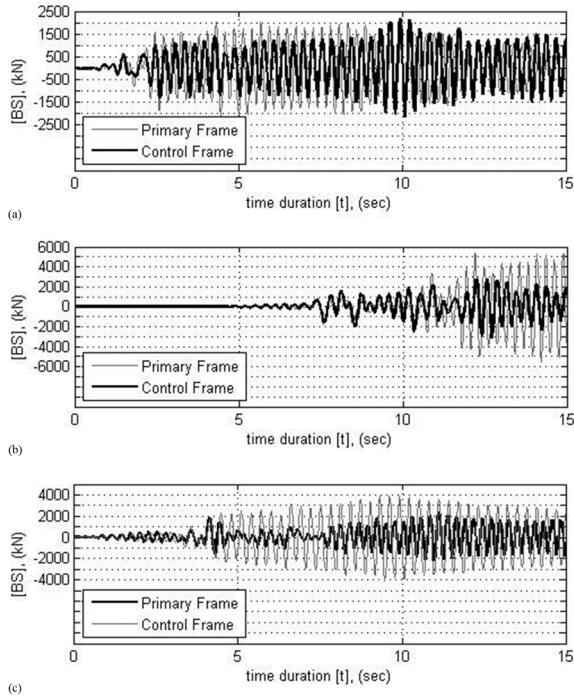 2500
1500
500
-500
-1500
-2500
[BS], (kN)
Primary Frame
Control Frame
0 5 10 15
time duration [t], (sec)
(a)
6000
4000
2000
0
-2000
-4000
-6000
[BS], (kN)
Primary Frame
Control Frame
0 5 10 15
time duration [t], (sec)
(b)
4000
2000
0
-2000
-4000
[BS], (kN)
Primary Frame
Control Frame
0 5 10 15
time duration [t], (sec)
(c)